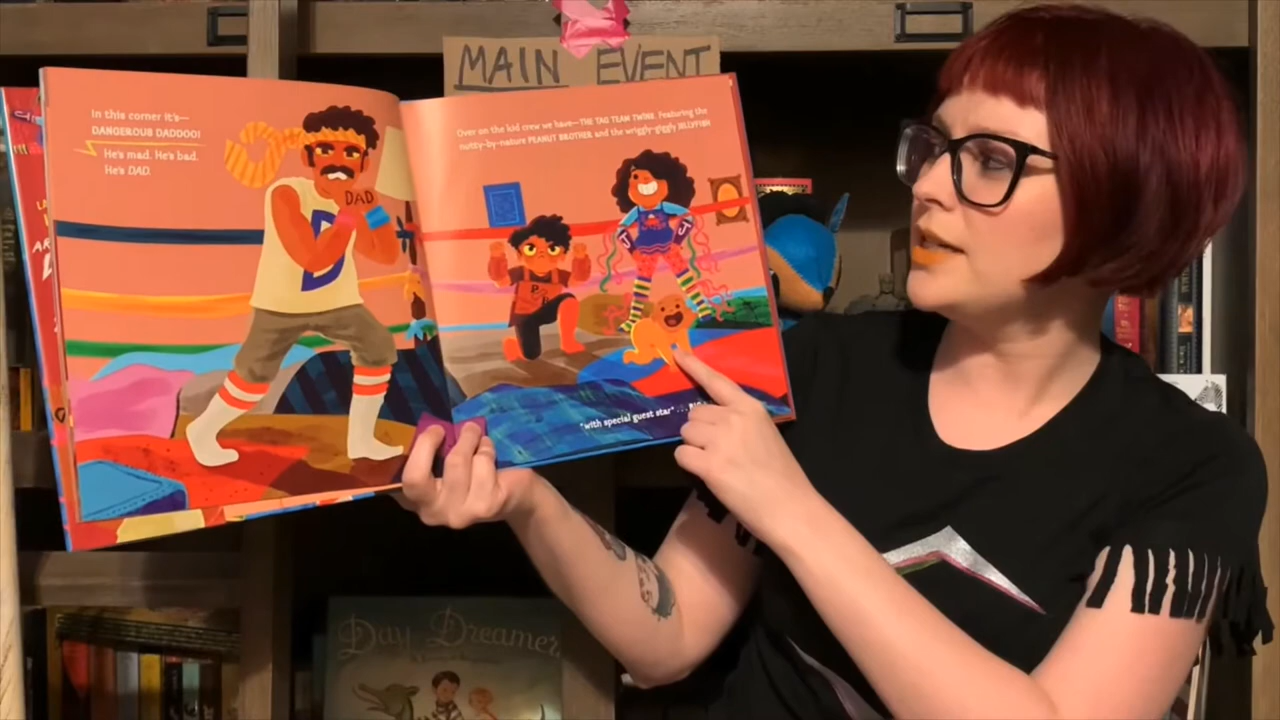 MAIN EVENT
In this corner it's—
DANGEROUS DADDOO!
He's mad. He's bad.
He's DAD.
DAD
D
Over on the kid crew we have—THE TAG TEAM TWINS. Featuring the
nutty-by-nature PEANUT BROTHER and the wriggly-giggly JELLYFISH
P B
J
"with special guest star"
Day Dreamer